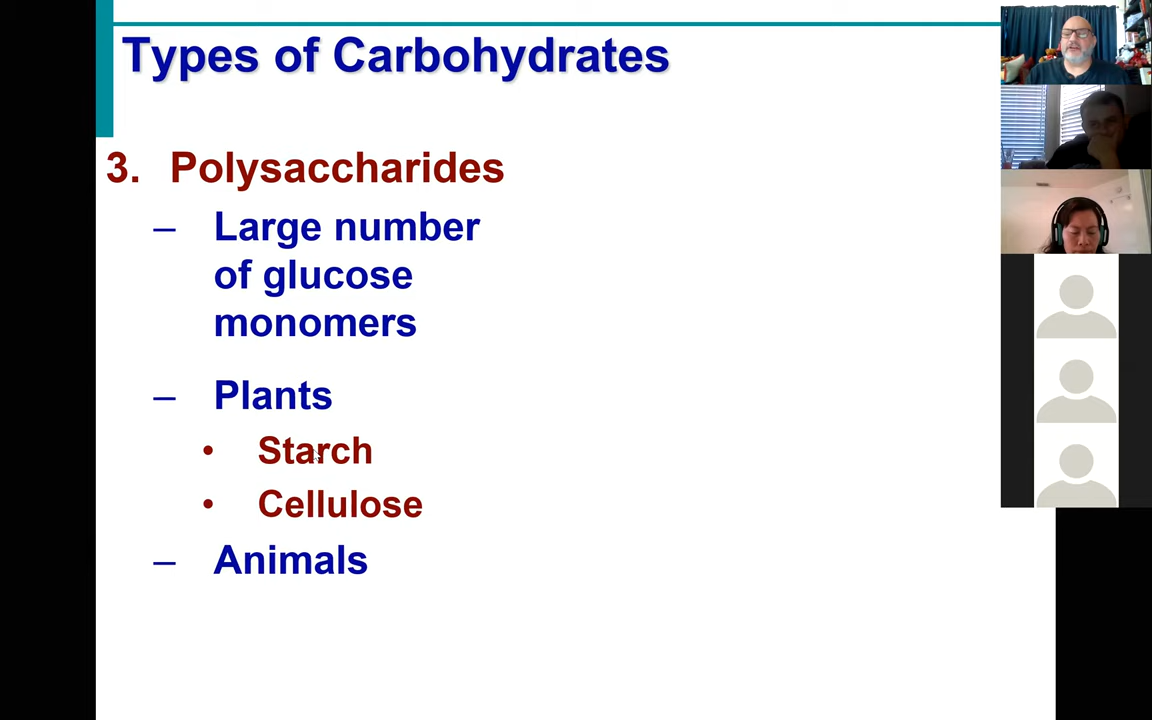 Types of Carbohydrates
3. Polysaccharides
– Large number
of glucose
monomers
– Plants
• Starch
• Cellulose
– Animals